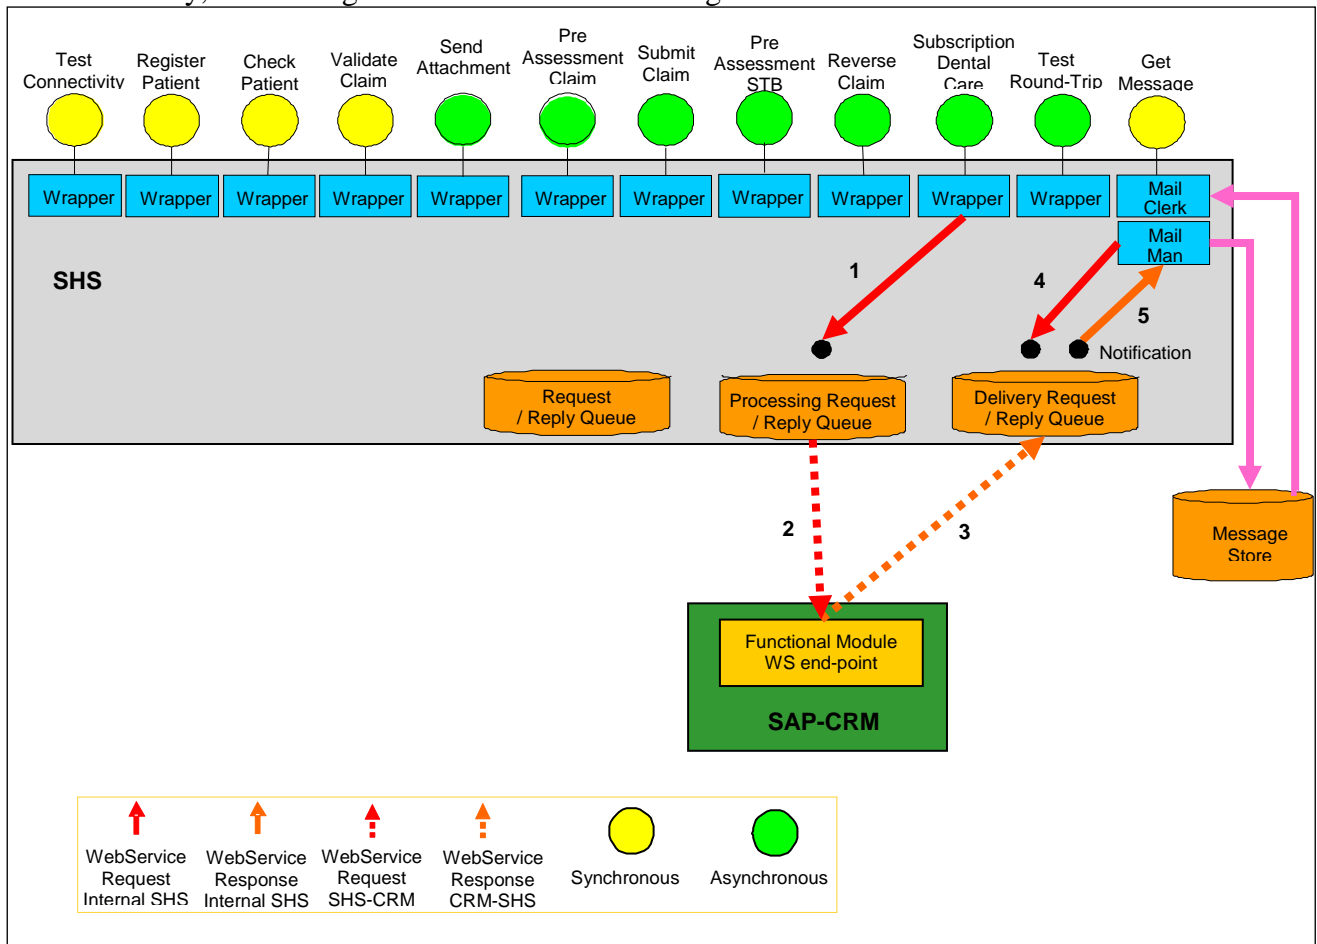 Test
Connectivity
Register
Patient
Check
Patient
Validate
Claim
Send
Attachment
Pre
Assessment
Claim
Submit
Claim
Pre
Assessment
STB
Reverse
Claim
Subscription
Dental
Care
Test
Round-Trip
Get
Message
Wrapper
Wrapper
Wrapper
Wrapper
Wrapper
Wrapper
Wrapper
Wrapper
Wrapper
Wrapper
Wrapper
Mail
Clerk
Mail
Man
SHS
1
4
5
Notification
Request
/ Reply Queue
Processing Request
/ Reply Queue
Delivery Request
/ Reply Queue
2
3
Message
Store
Functional Module
WS end-point
SAP-CRM
WebService
Request
Internal SHS
WebService
Response
Internal SHS
WebService
Request
SHS-CRM
WebService
Response
CRM-SHS
Synchronous
Asynchronous